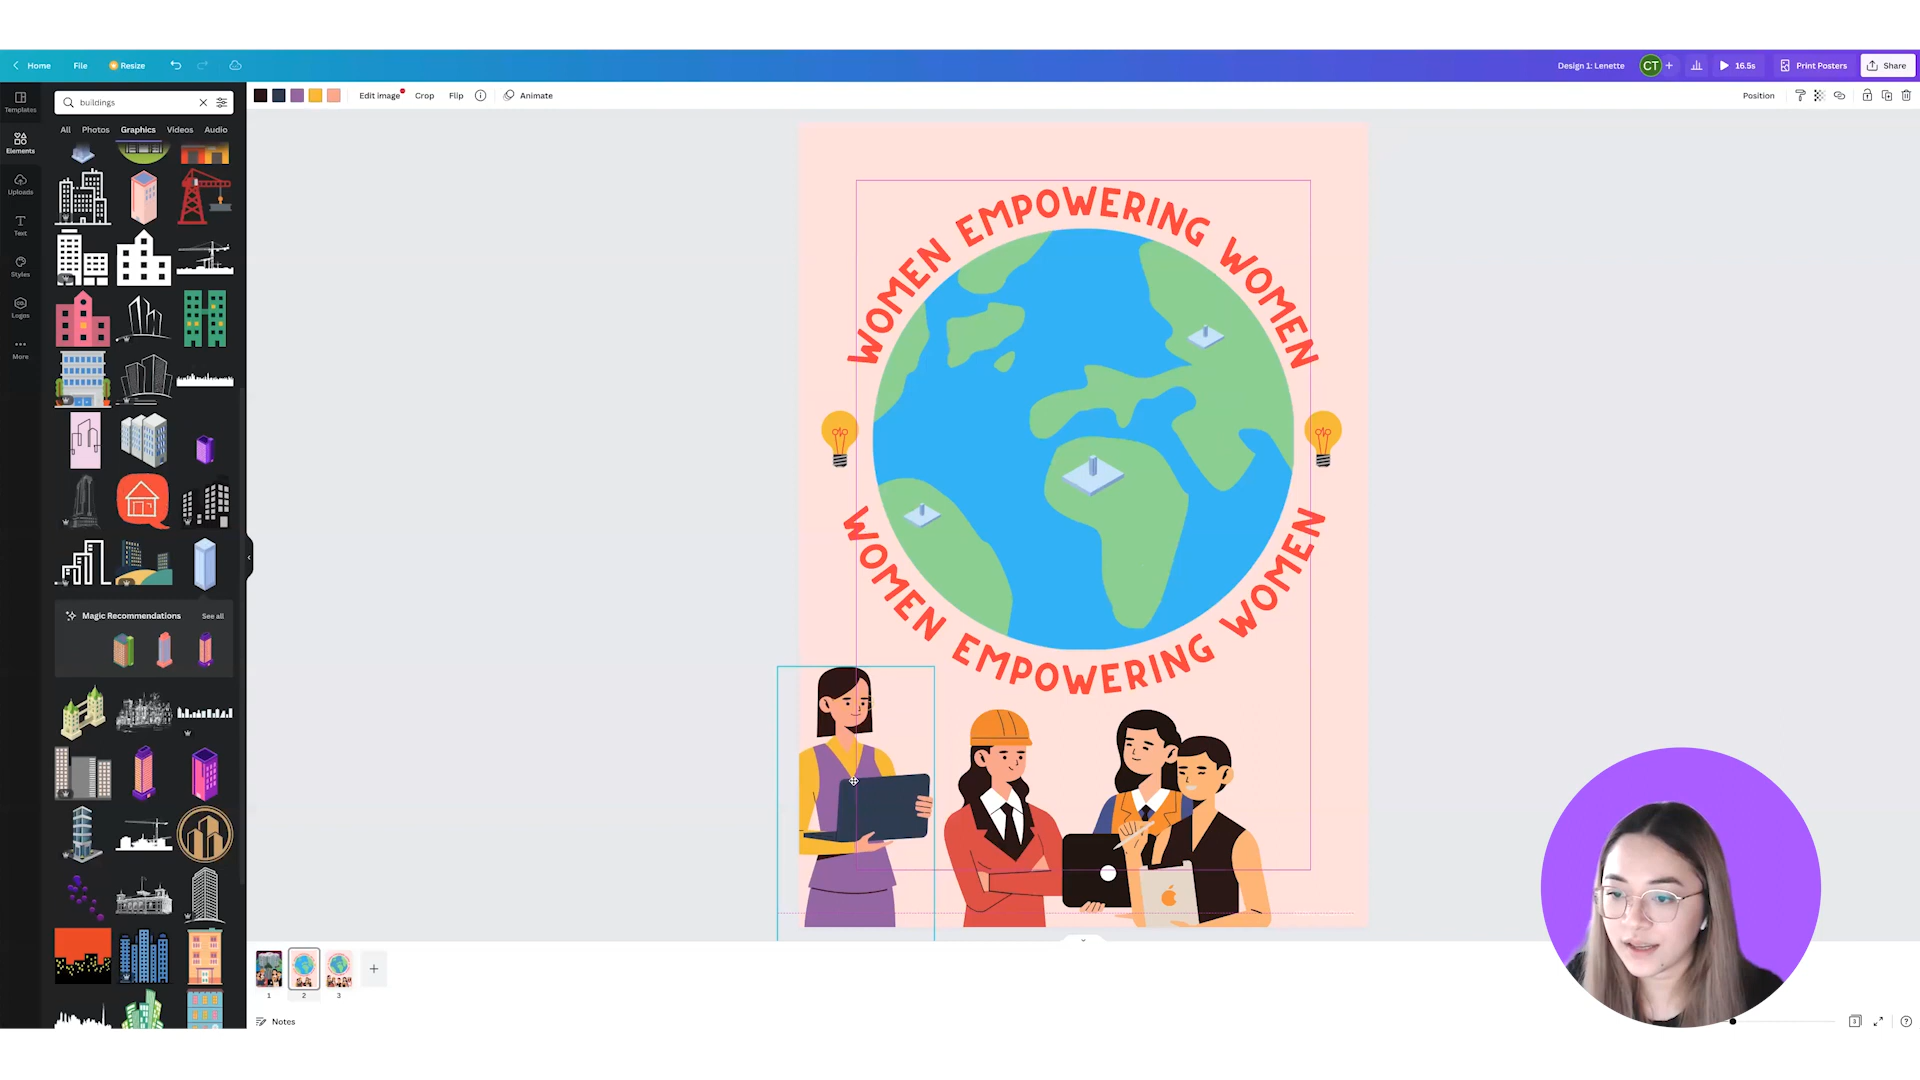 Home
File
Resize
Design 1: Lenette
CT
16.5s
Print Posters
Share
buildings
Edit image
Crop
Flip
Animate
Position
All
Photos
Graphics
Videos
Audio
Templates
Elements
Uploads
Text
Styles
Logos
More
Magic Recommendations
See all
WOMEN EMPOWERING WOMEN
WOMEN EMPOWERING WOMEN
1
2
3
Notes
3